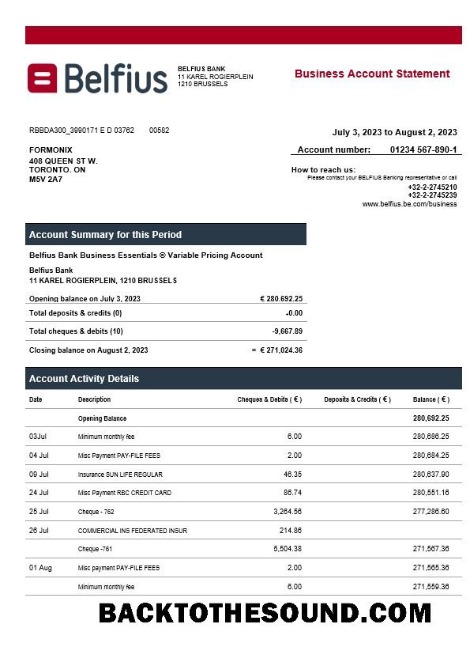 Belfius
BELFIUS BANK
11 KAREL ROGIERPLEIN
1210 BRUSSELS
Business Account Statement
RBBDA300_3990171 E D 03762 00582
July 3, 2023 to August 2, 2023
FORMONIX
408 QUEEN ST W.
TORONTO. ON
M5V 2A7
Account number: 01234 567-890-1
How to reach us:
Please contact your BELFIUS Banking representative or call
+32-2-2745210
+32-2-2745239
www.belfius.be.com/business
Account Summary for this Period
Belfius Bank Business Essentials ® Variable Pricing Account
Belfius Bank
11 KAREL ROGIERPLEIN, 1210 BRUSSELS
Opening balance on July 3, 2023 € 280.692.25
Total deposits & credits (0) -0.00
Total cheques & debits (10) -9,667.89
Closing balance on August 2, 2023 = € 271,024.36
Account Activity Details
Date Description Cheques & Debits ( € ) Deposits & Credits ( € ) Balance ( € )
Opening Balance 280,692.25
03Jul Minimum monthly fee 6.00 280,686.25
04 Jul Misc Payment PAY-FILE FEES 2.00 280,684.25
09 Jul Insurance SUN LIFE REGULAR 46.35 280,637.90
24 Jul Misc Payment RBC CREDIT CARD 86.74 280,551.16
25 Jul Cheque - 762 3,264.56 277,286.60
26 Jul COMMERCIAL INS FEDERATED INSUR 214.86
Cheque -761 5,504.38 271,567.36
01 Aug Misc payment PAY-FILE FEES 2.00 271,565.36
Minimum monthly fee 6.00 271,559.36
BACKTOTHESOUND.COM